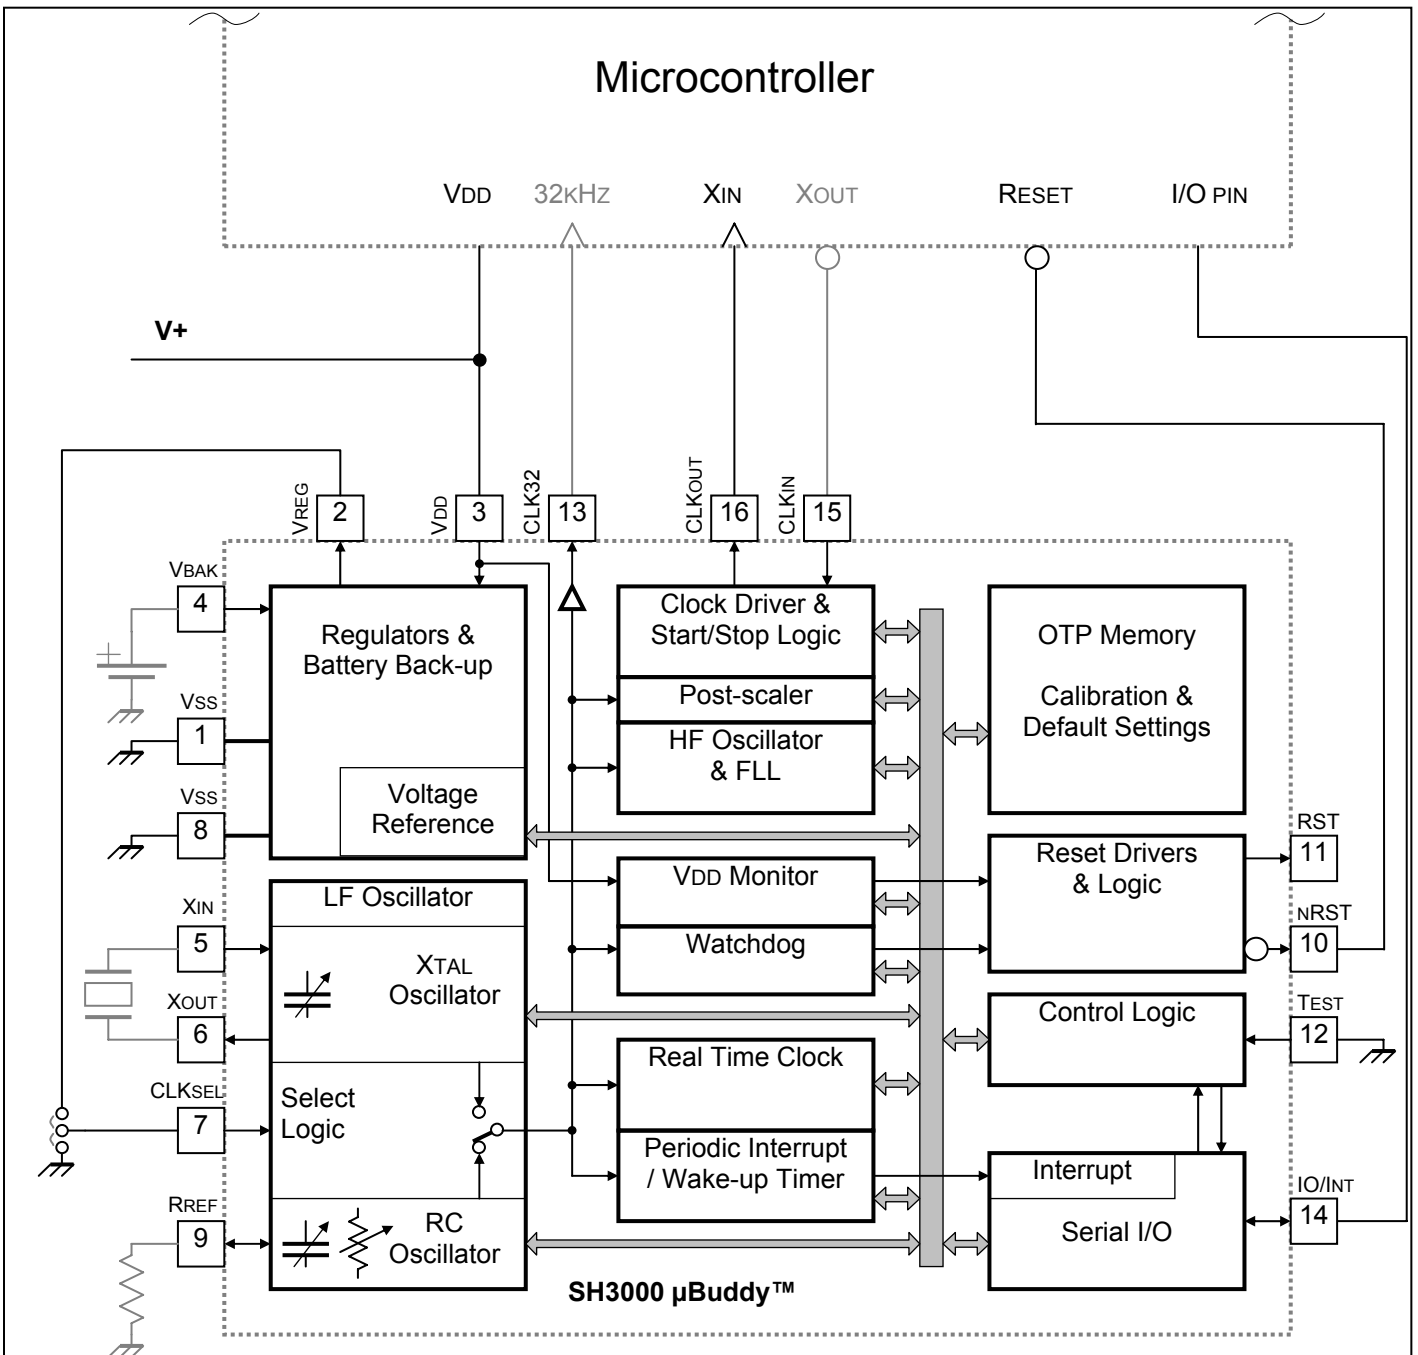 Microcontroller
VDD
32KHZ
XIN
XOUT
RESET
I/O PIN
V+
VREG
2
VDD
3
CLK32
13
CLKOUT
16
CLKIN
15
VBAK
4
+
VSS
1
VSS
8
XIN
5
XOUT
6
CLKSEL
7
RREF
9
Regulators &
Battery Back-up
Voltage
Reference
LF Oscillator
XTAL
Oscillator
Select
Logic
RC
Oscillator
Clock Driver &
Start/Stop Logic
Post-scaler
HF Oscillator
& FLL
VDD Monitor
Watchdog
Real Time Clock
Periodic Interrupt
/ Wake-up Timer
OTP Memory
Calibration &
Default Settings
Reset Drivers
& Logic
Control Logic
Interrupt
Serial I/O
RST
11
NRST
10
TEST
12
IO/INT
14
SH3000 µBuddy™